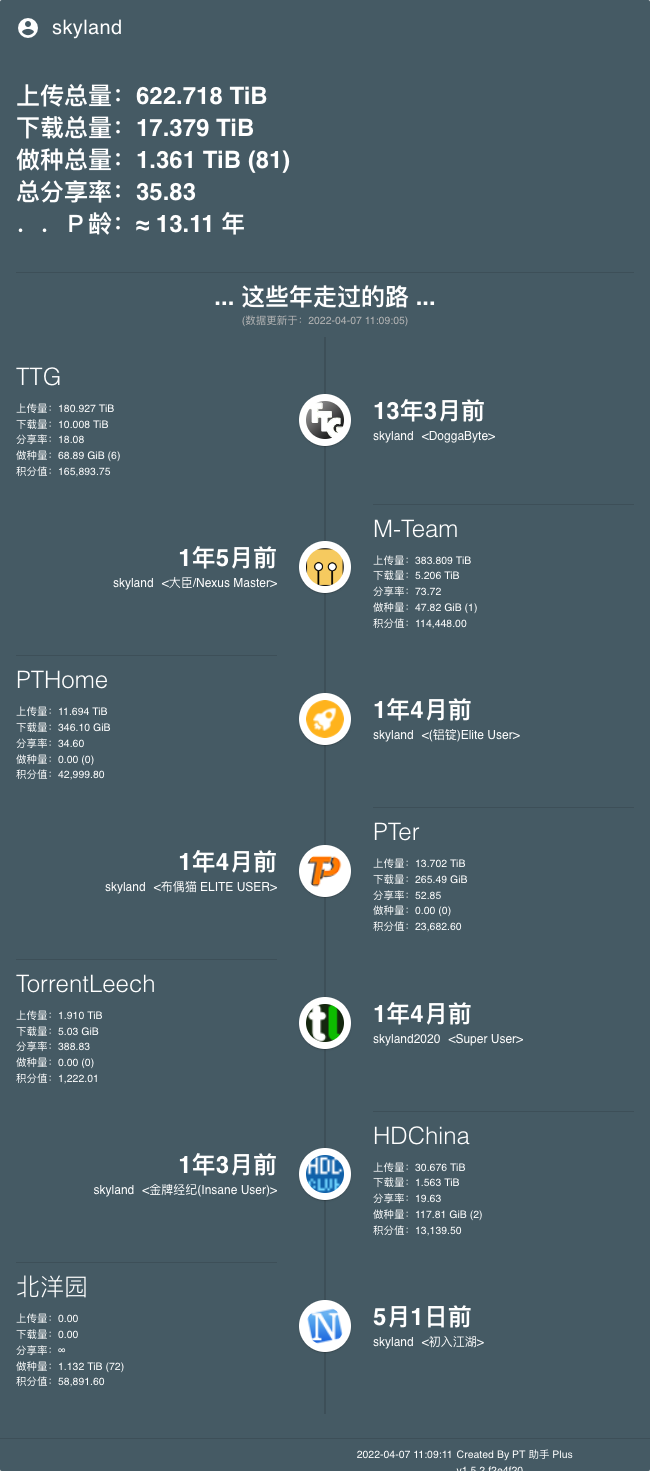 skyland
上传总量：622.718 TiB
下载总量：17.379 TiB
做种总量：1.361 TiB (81)
总分享率：35.83
．．Ｐ龄：≈ 13.11 年
... 这些年走过的路 ...
(数据更新于：2022-04-07 11:09:05)
TTG
上传量：180.927 TiB
下载量：10.008 TiB
分享率：18.08
做种量：68.89 GiB (6)
积分值：165,893.75
13年3月前
skyland <DoggaByte>
1年5月前
skyland <大臣/Nexus Master>
M-Team
上传量：383.809 TiB
下载量：5.206 TiB
分享率：73.72
做种量：47.82 GiB (1)
积分值：114,448.00
PTHome
上传量：11.694 TiB
下载量：346.10 GiB
分享率：34.60
做种量：0.00 (0)
积分值：42,999.80
1年4月前
skyland <(铝锭)Elite User>
1年4月前
skyland <布偶猫 ELITE USER>
PTer
上传量：13.702 TiB
下载量：265.49 GiB
分享率：52.85
做种量：0.00 (0)
积分值：23,682.60
TorrentLeech
上传量：1.910 TiB
下载量：5.03 GiB
分享率：388.83
做种量：0.00 (0)
积分值：1,222.01
1年4月前
skyland2020 <Super User>
1年3月前
skyland <金牌经纪(Insane User)>
HDChina
上传量：30.676 TiB
下载量：1.563 TiB
分享率：19.63
做种量：117.81 GiB (2)
积分值：13,139.50
北洋园
上传量：0.00
下载量：0.00
分享率：∞
做种量：1.132 TiB (72)
积分值：58,891.60
5月1日前
skyland <初入江湖>
2022-04-07 11:09:11 Created By PT 助手 Plus